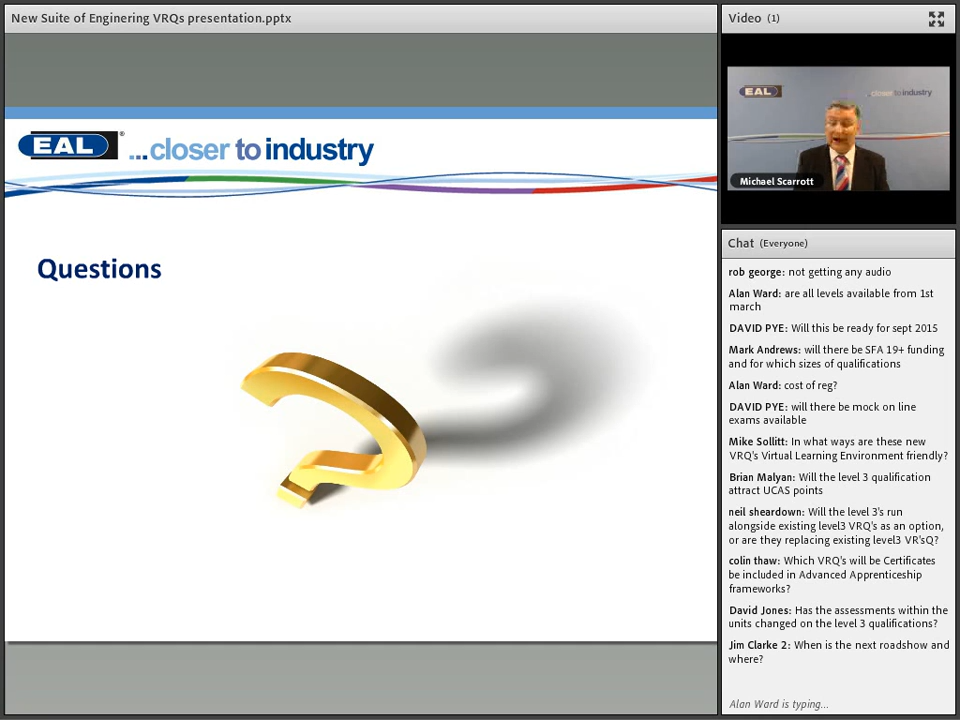 New Suite of Enginering VRQs presentation.pptx
EAL®
...closer to industry
Questions
Video (1)
EAL
...closer to industry
Michael Scarrott
Chat (Everyone)
rob george: not getting any audio
Alan Ward: are all levels available from 1st
march
DAVID PYE: Will this be ready for sept 2015
Mark Andrews: will there be SFA 19+ funding
and for which sizes of qualifications
Alan Ward: cost of reg?
DAVID PYE: will there be mock on line
exams available
Mike Sollitt: In what ways are these new
VRQ's Virtual Learning Environment friendly?
Brian Malyan: Will the level 3 qualification
attract UCAS points
neil sheardown: Will the level 3's run
alongside existing level3 VRQ's as an option,
or are they replacing existing level3 VR'sQ?
colin thaw: Which VRQ's will be Certificates
be included in Advanced Apprenticeship
frameworks?
David Jones: Has the assessments within the
units changed on the level 3 qualifications?
Jim Clarke 2: When is the next roadshow and
where?
Alan Ward is typing...